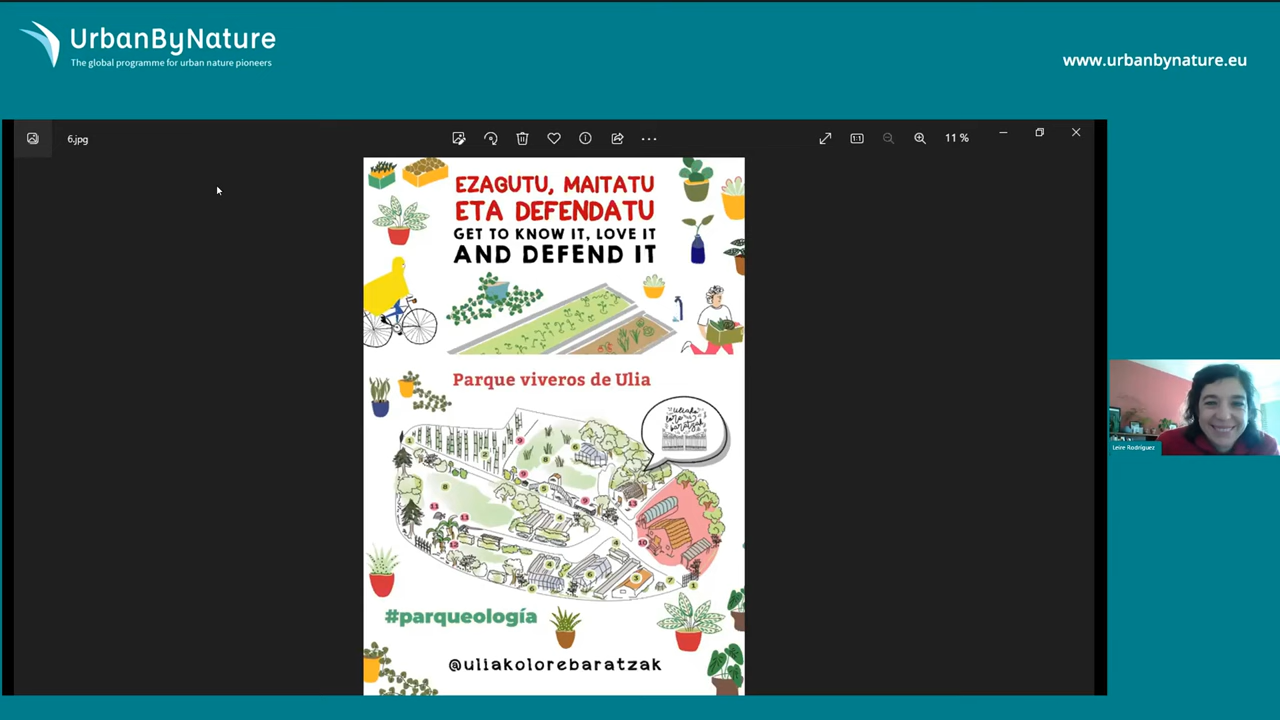 UrbanByNature
The global programme for urban nature pioneers
www.urbanbynature.eu
6.jpg
11 %
EZAGUTU, MAITATU
ETA DEFENDATU
GET TO KNOW IT, LOVE IT
AND DEFEND IT
Parque viveros de Ulia
#parqueología
@uliakolorebaratzak
Leire Rodríguez